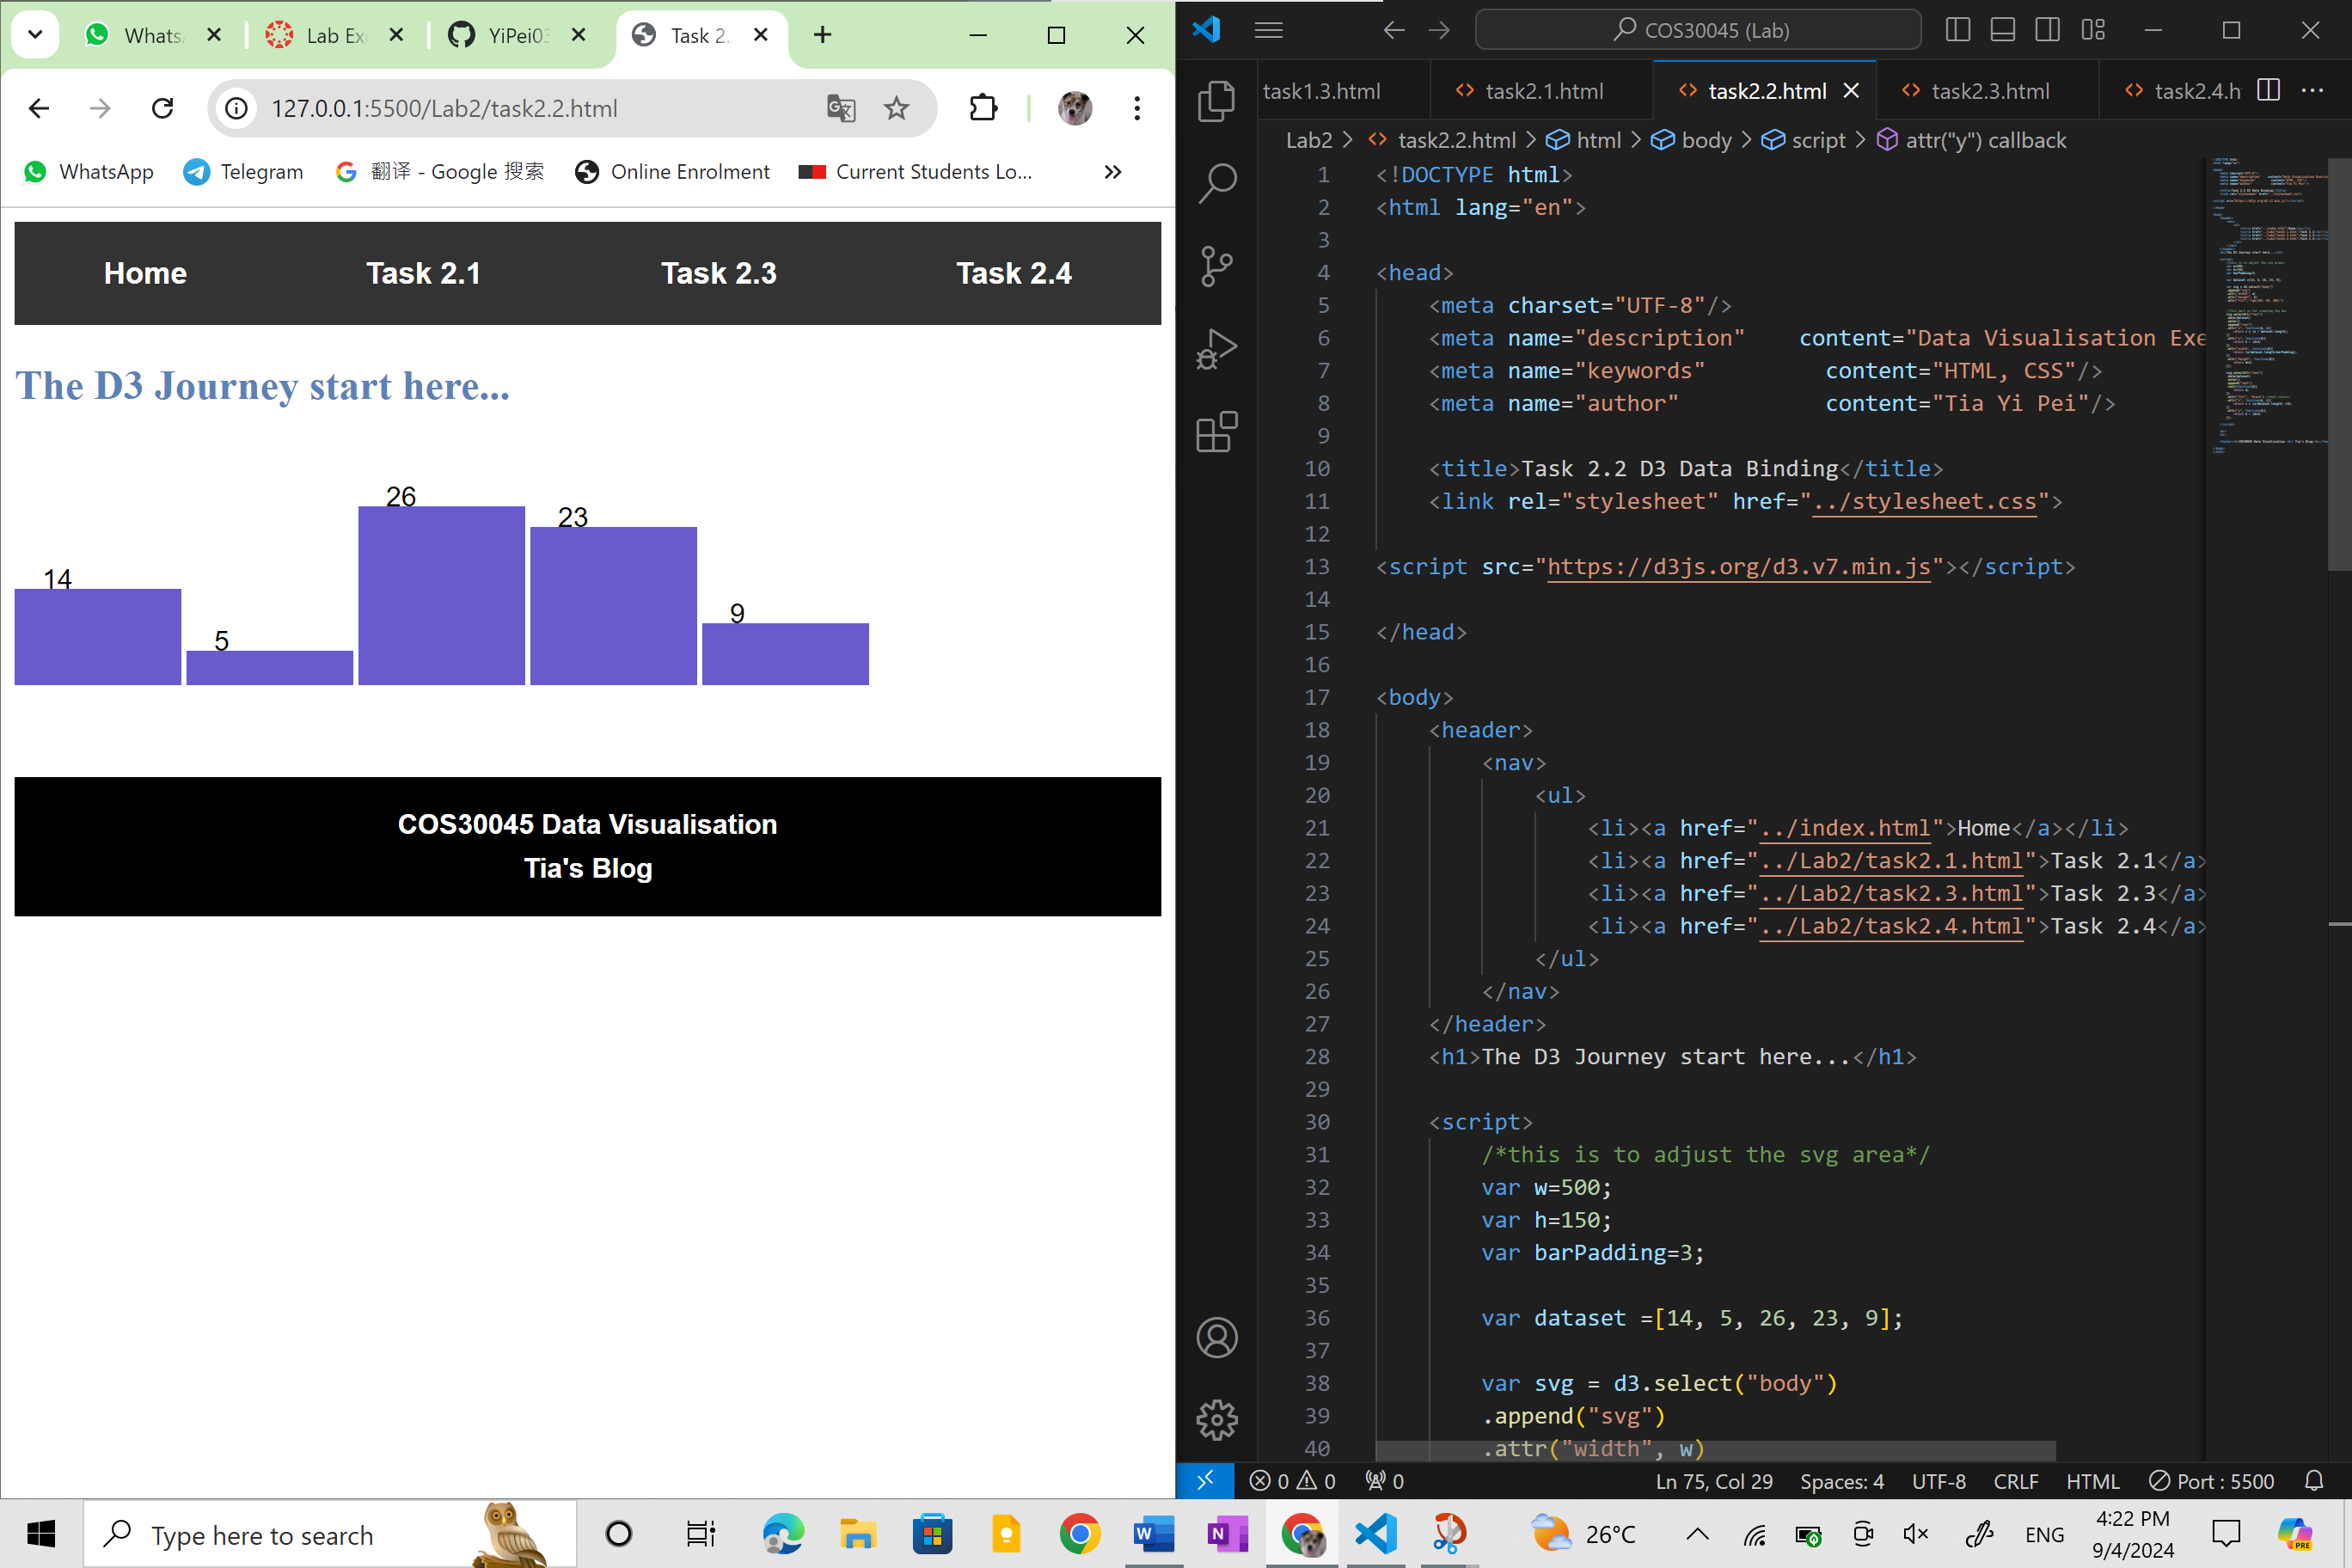 Whats
Lab Ex
YiPei03
Task 2.
127.0.0.1:5500/Lab2/task2.2.html
WhatsApp
Telegram
翻译 - Google 搜索
Online Enrolment
Current Students Lo...
Home
Task 2.1
Task 2.3
Task 2.4
The D3 Journey start here...
14
5
26
23
9
COS30045 Data Visualisation
Tia's Blog
COS30045 (Lab)
task1.3.html
task2.1.html
task2.2.html
task2.3.html
task2.4.h
Lab2 > task2.2.html > html > body > script > attr("y") callback
1 <!DOCTYPE html>
2 <html lang="en">
3
4 <head>
5 <meta charset="UTF-8"/>
6 <meta name="description" content="Data Visualisation Exe
7 <meta name="keywords" content="HTML, CSS"/>
8 <meta name="author" content="Tia Yi Pei"/>
9
10 <title>Task 2.2 D3 Data Binding</title>
11 <link rel="stylesheet" href="../stylesheet.css">
12
13 <script src="https://d3js.org/d3.v7.min.js"></script>
14
15 </head>
16
17 <body>
18 <header>
19 <nav>
20 <ul>
21 <li><a href="../index.html">Home</a></li>
22 <li><a href="../Lab2/task2.1.html">Task 2.1</a>
23 <li><a href="../Lab2/task2.3.html">Task 2.3</a>
24 <li><a href="../Lab2/task2.4.html">Task 2.4</a>
25 </ul>
26 </nav>
27 </header>
28 <h1>The D3 Journey start here...</h1>
29
30 <script>
31 /*this is to adjust the svg area*/
32 var w=500;
33 var h=150;
34 var barPadding=3;
35
36 var dataset =[14, 5, 26, 23, 9];
37
38 var svg = d3.select("body")
39 .append("svg")
40 .attr("width", w)
0 0 0
Ln 75, Col 29 Spaces: 4 UTF-8 CRLF HTML Port : 5500
Type here to search
26°C
ENG
4:22 PM
9/4/2024
PRE